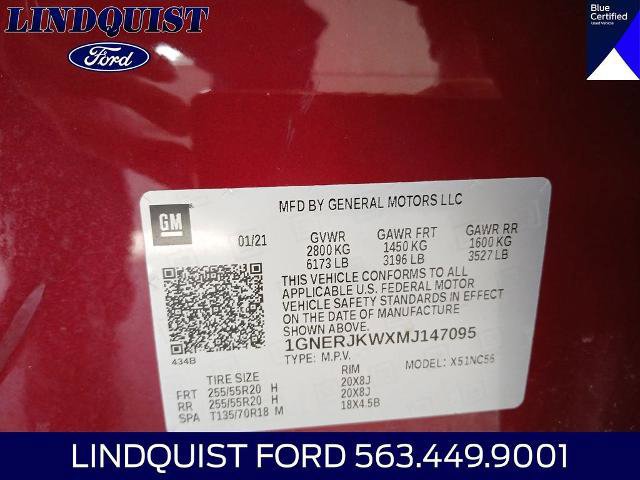 LINDQUIST
Ford
Blue
Certified
Used Vehicle
MFD BY GENERAL MOTORS LLC
GM
01/21
GVWR GAWR FRT GAWR RR
2800 KG 1450 KG 1600 KG
6173 LB 3196 LB 3527 LB
THIS VEHICLE CONFORMS TO ALL
APPLICABLE U.S. FEDERAL MOTOR
VEHICLE SAFETY STANDARDS IN EFFECT
ON THE DATE OF MANUFACTURE
SHOWN ABOVE.
434B
1GNERJKWXMJ147095
TYPE: M.P.V. MODEL: X51NC56
TIRE SIZE RIM
FRT 255/55R20 H 20X8J
RR 255/55R20 H 20X8J
SPA T135/70R18 M 18X4.5B
LINDQUIST FORD 563.449.9001